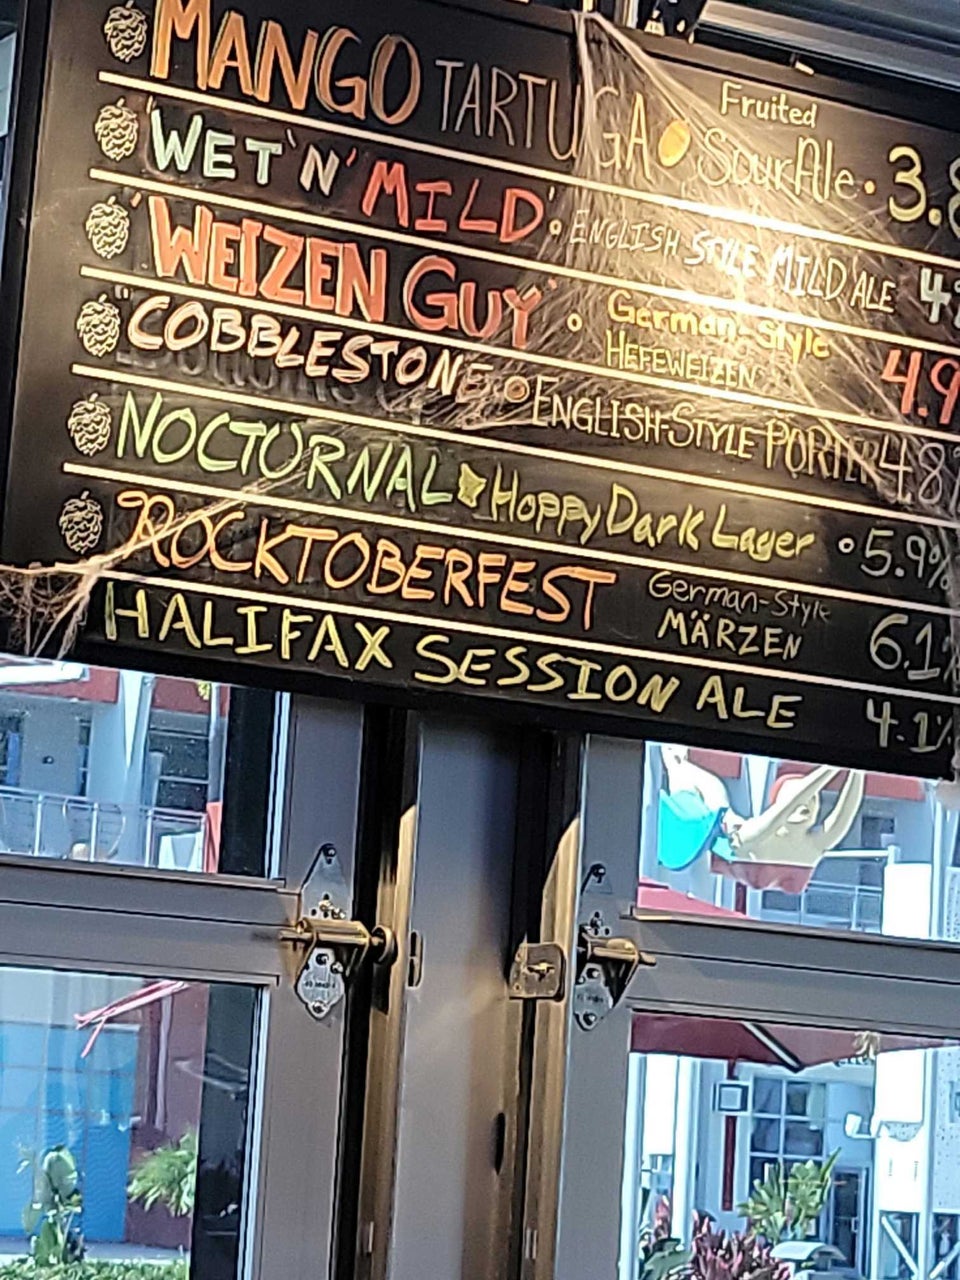 MANGO TARTUGA Fruited Sour Ale • 3.8
"WET 'N' MILD" • ENGLISH STYLE MILD ALE
"WEIZEN GUY" • German-Style HEFEWEIZEN 4.9
"COBBLESTONE • ENGLISH-STYLE PORTER 4.8
NOCTURNAL Hoppy Dark Lager • 5.9%
ROCKTOBERFEST German-Style MÄRZEN 6.1%
HALIFAX SESSION ALE 4.1%